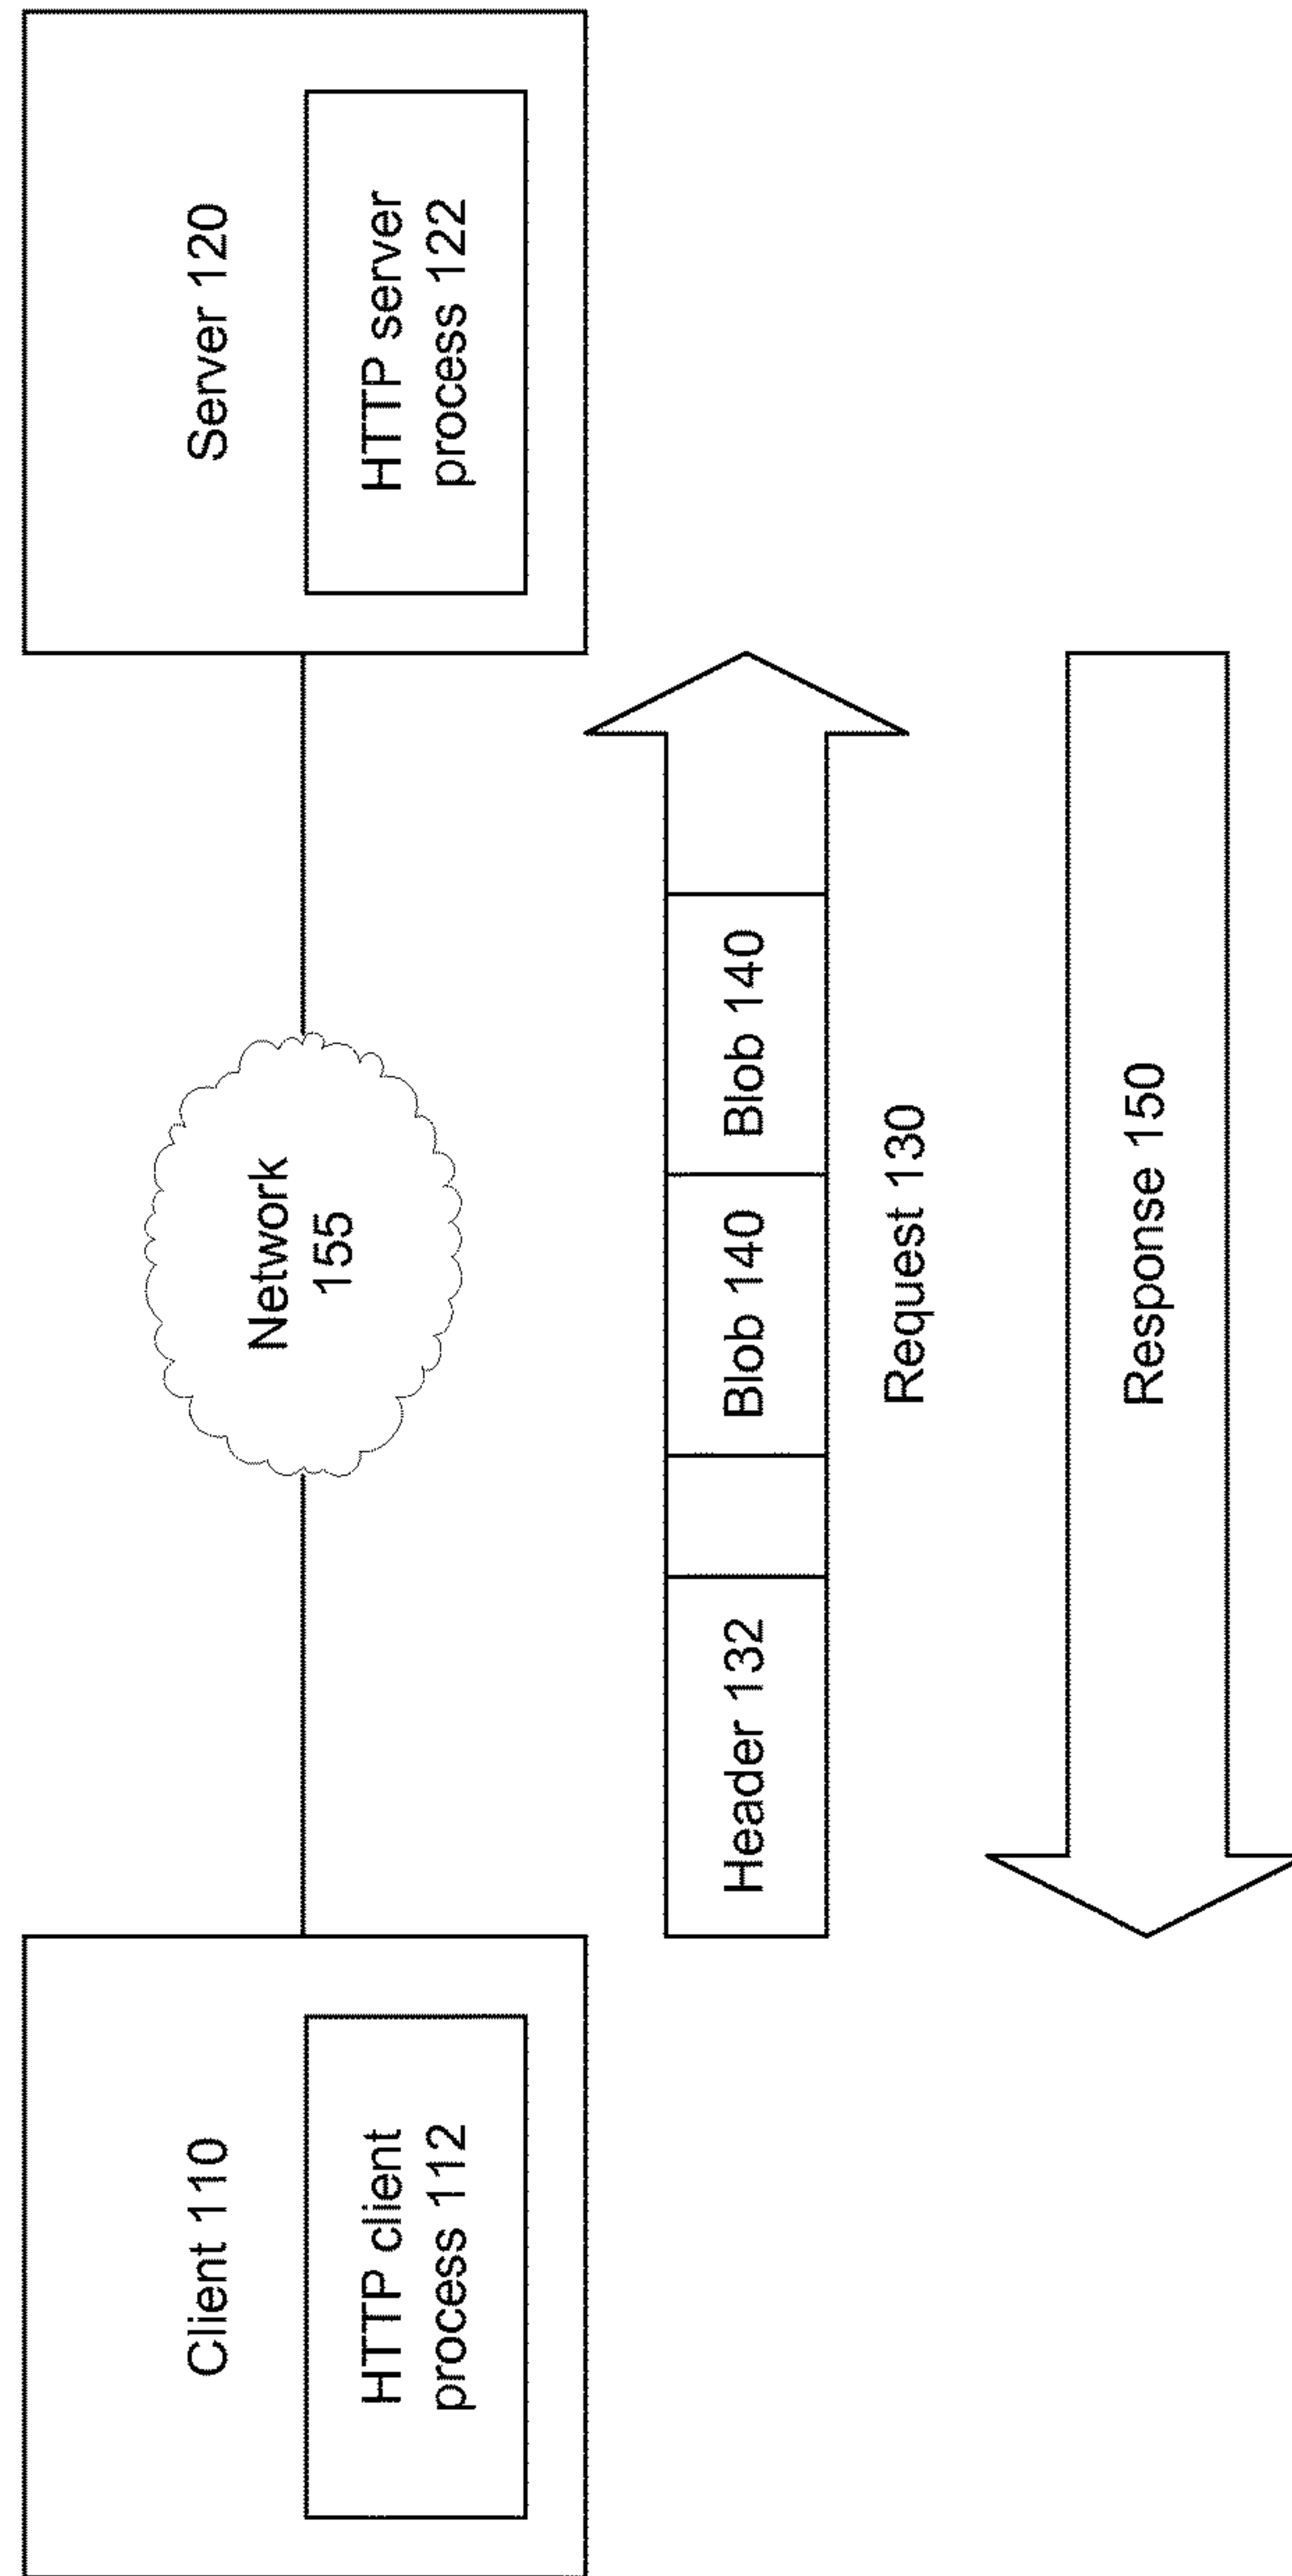 Client 110
HTTP client
process 112
Network
155
Server 120
HTTP server
process 122
Header 132
Blob 140
Blob 140
Request 130
Response 150